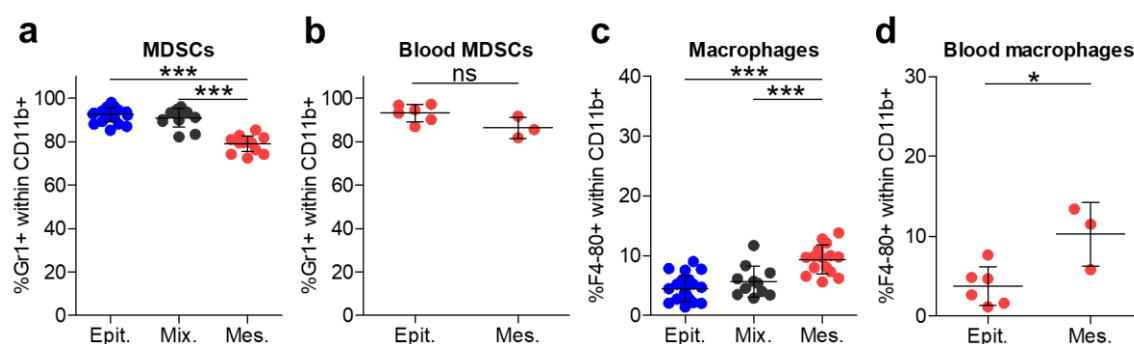 a
MDSCs
***
***
%Gr1+ within CD11b+
100
80
60
40
20
0
Epit. Mix. Mes.
b
Blood MDSCs
ns
%Gr1+ within CD11b+
100
80
60
40
20
0
Epit. Mes.
c
Macrophages
***
***
%F4-80+ within CD11b+
40
30
20
10
0
Epit. Mix. Mes.
d
Blood macrophages
*
%F4-80+ within CD11b+
40
30
20
10
0
Epit. Mes.